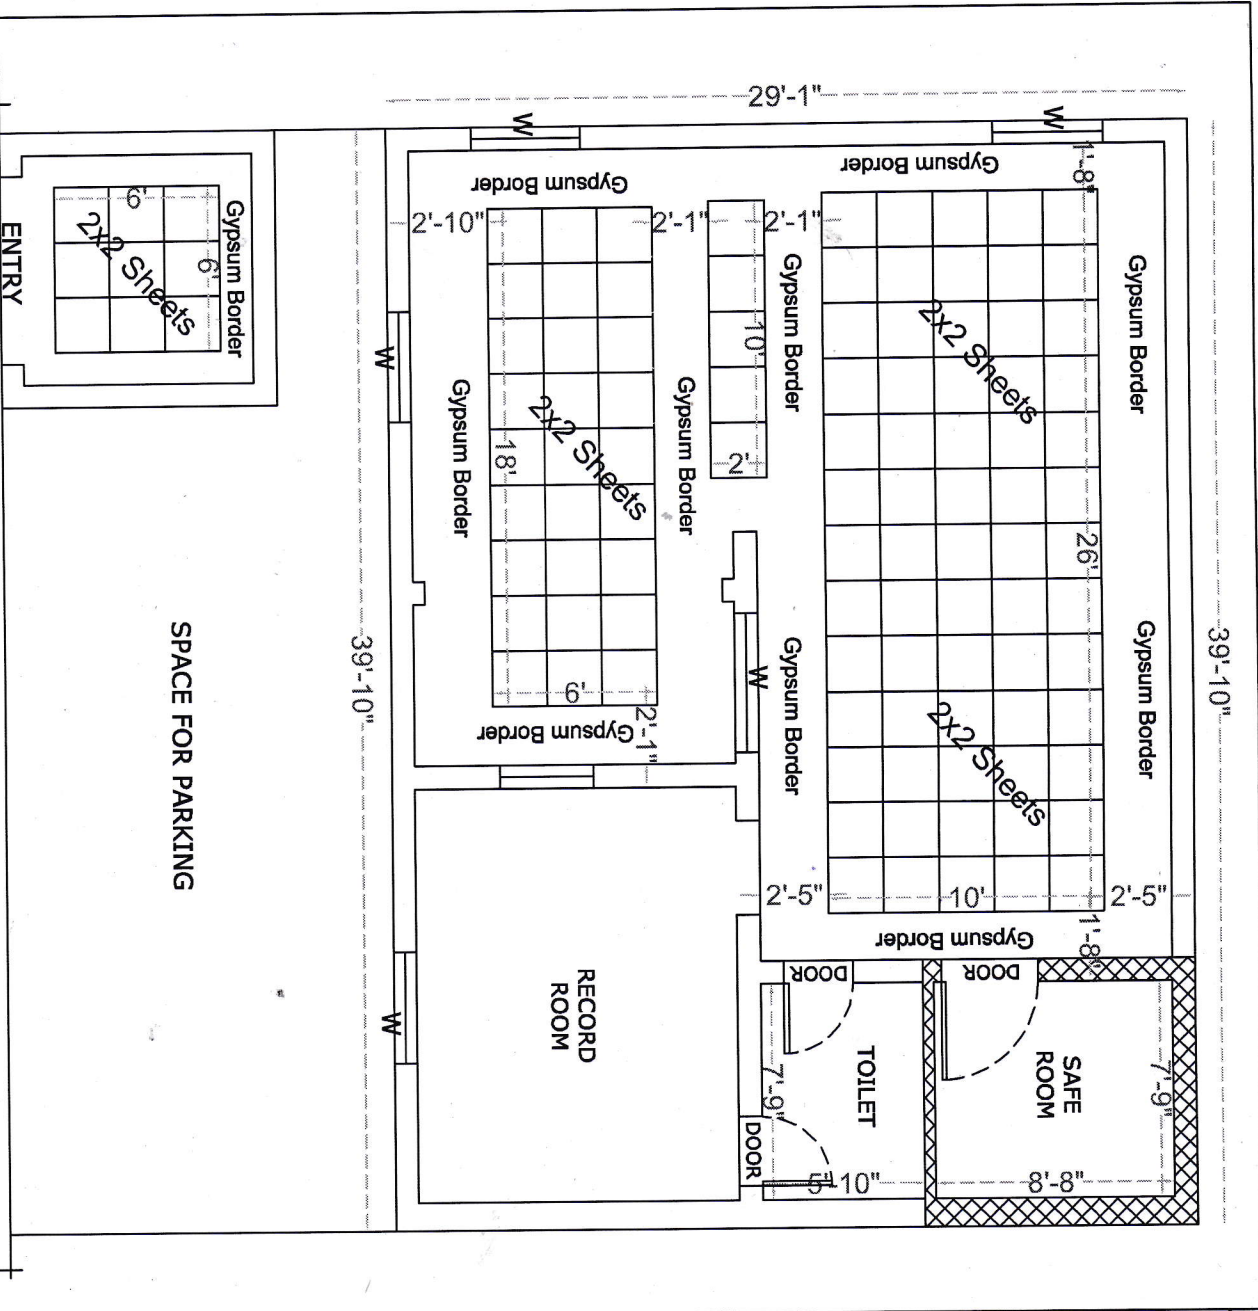 29'-1"
W
W
Gypsum Border
Gypsum Border
1'-8"
6'
2x2 Sheets
6'
Gypsum Border
ENTRY
2'-10"
2'-1"
2'-1"
Gypsum Border
Gypsum Border
2x2 Sheets
10'
W
Gypsum Border
Gypsum Border
2x2 Sheets
18'
2'
26'
39'-10"
39'-10"
SPACE FOR PARKING
6'
2'-1"
Gypsum Border
W
Gypsum Border
Gypsum Border
2x2 Sheets
2'-5"
10'
2'-5"
Gypsum Border
1'-8"
DOOR
DOOR
RECORD
ROOM
W
TOILET
SAFE
ROOM
7'-9"
7'-9"
DOOR
5'-10"
8'-8"